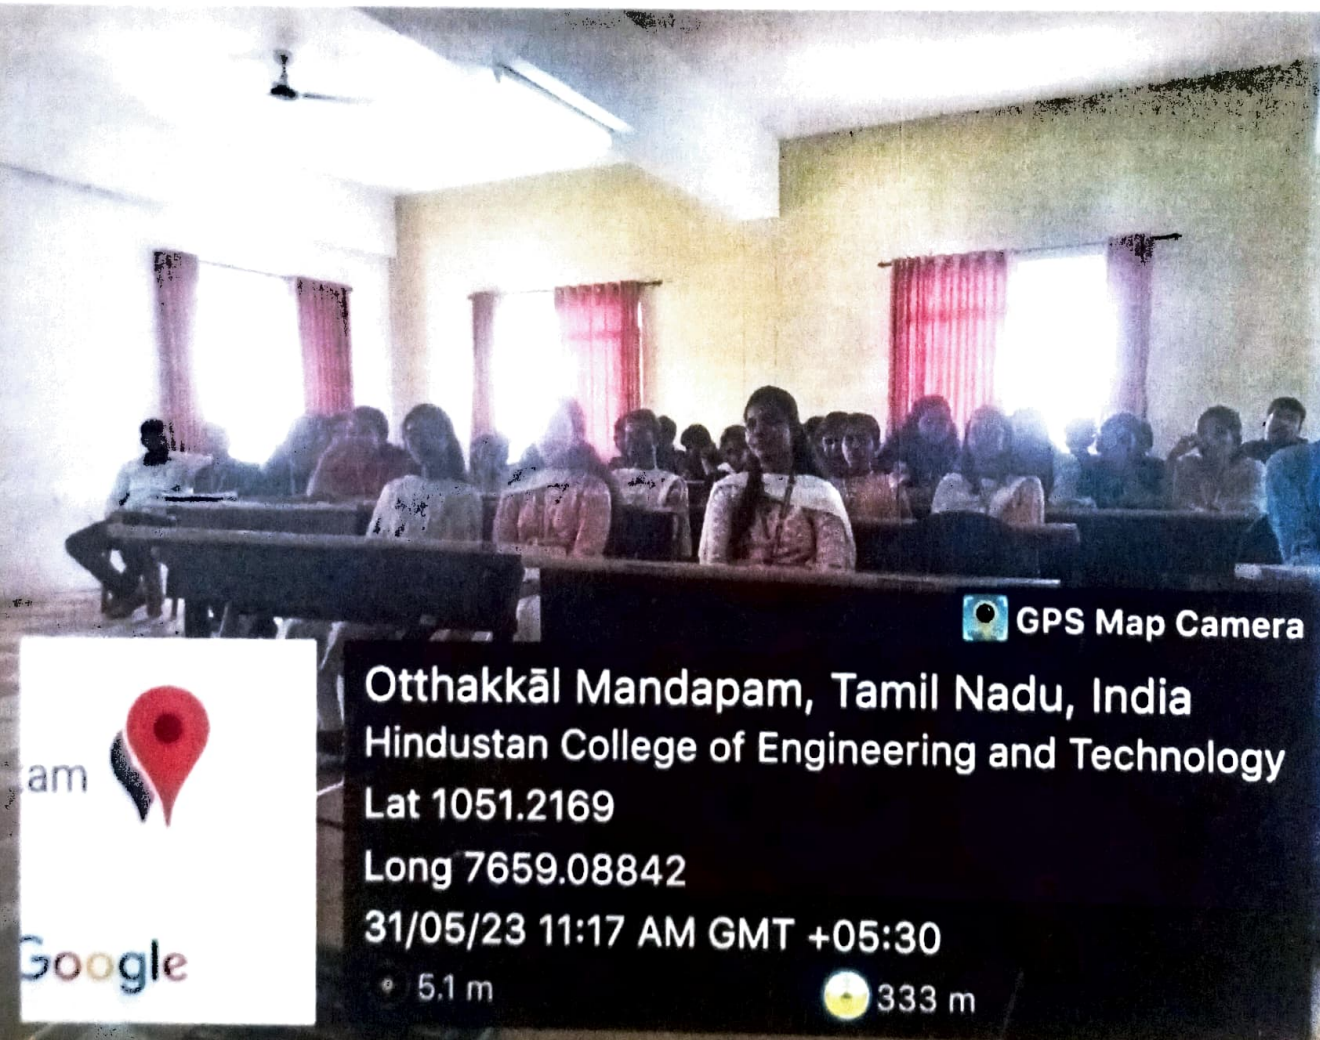 GPS Map Camera
Otthakkāl Mandapam, Tamil Nadu, India
Hindustan College of Engineering and Technology
Lat 1051.2169
Long 7659.08842
31/05/23 11:17 AM GMT +05:30
5.1 m
333 m
am
Google